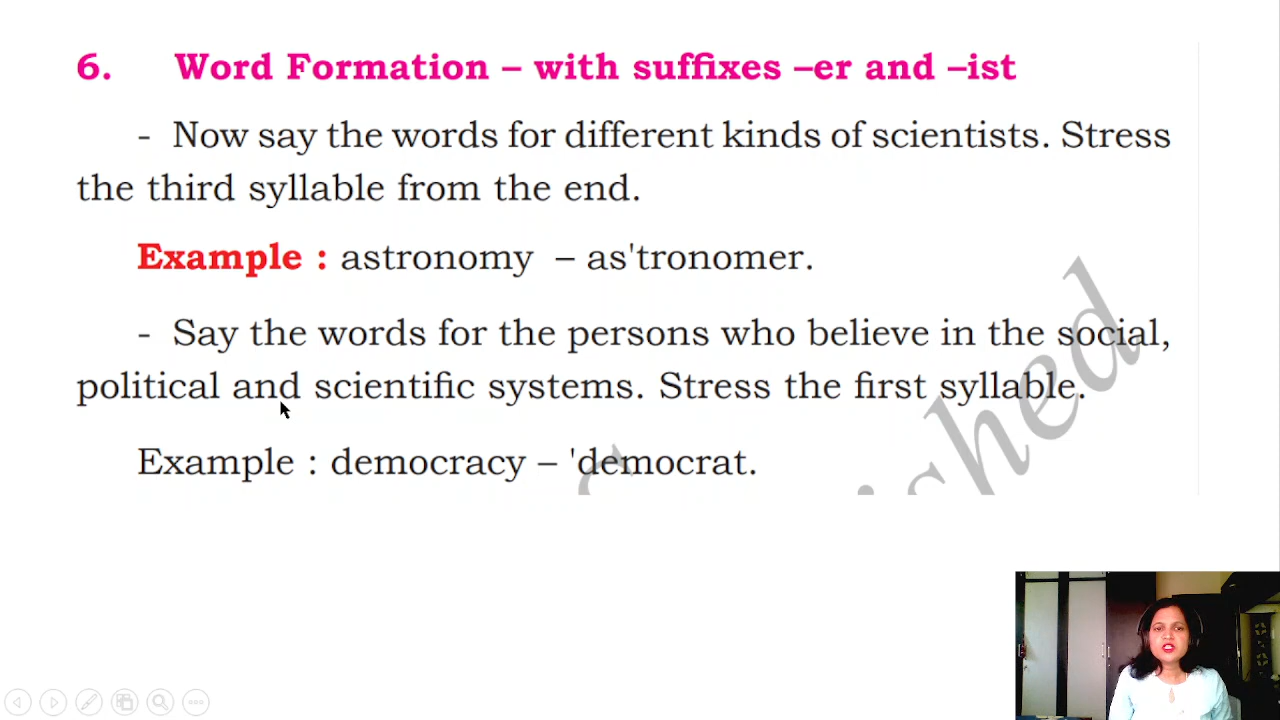 6. Word Formation – with suffixes –er and –ist
- Now say the words for different kinds of scientists. Stress
the third syllable from the end.
Example : astronomy – as'tronomer.
- Say the words for the persons who believe in the social,
political and scientific systems. Stress the first syllable.
Example : democracy – 'democrat.